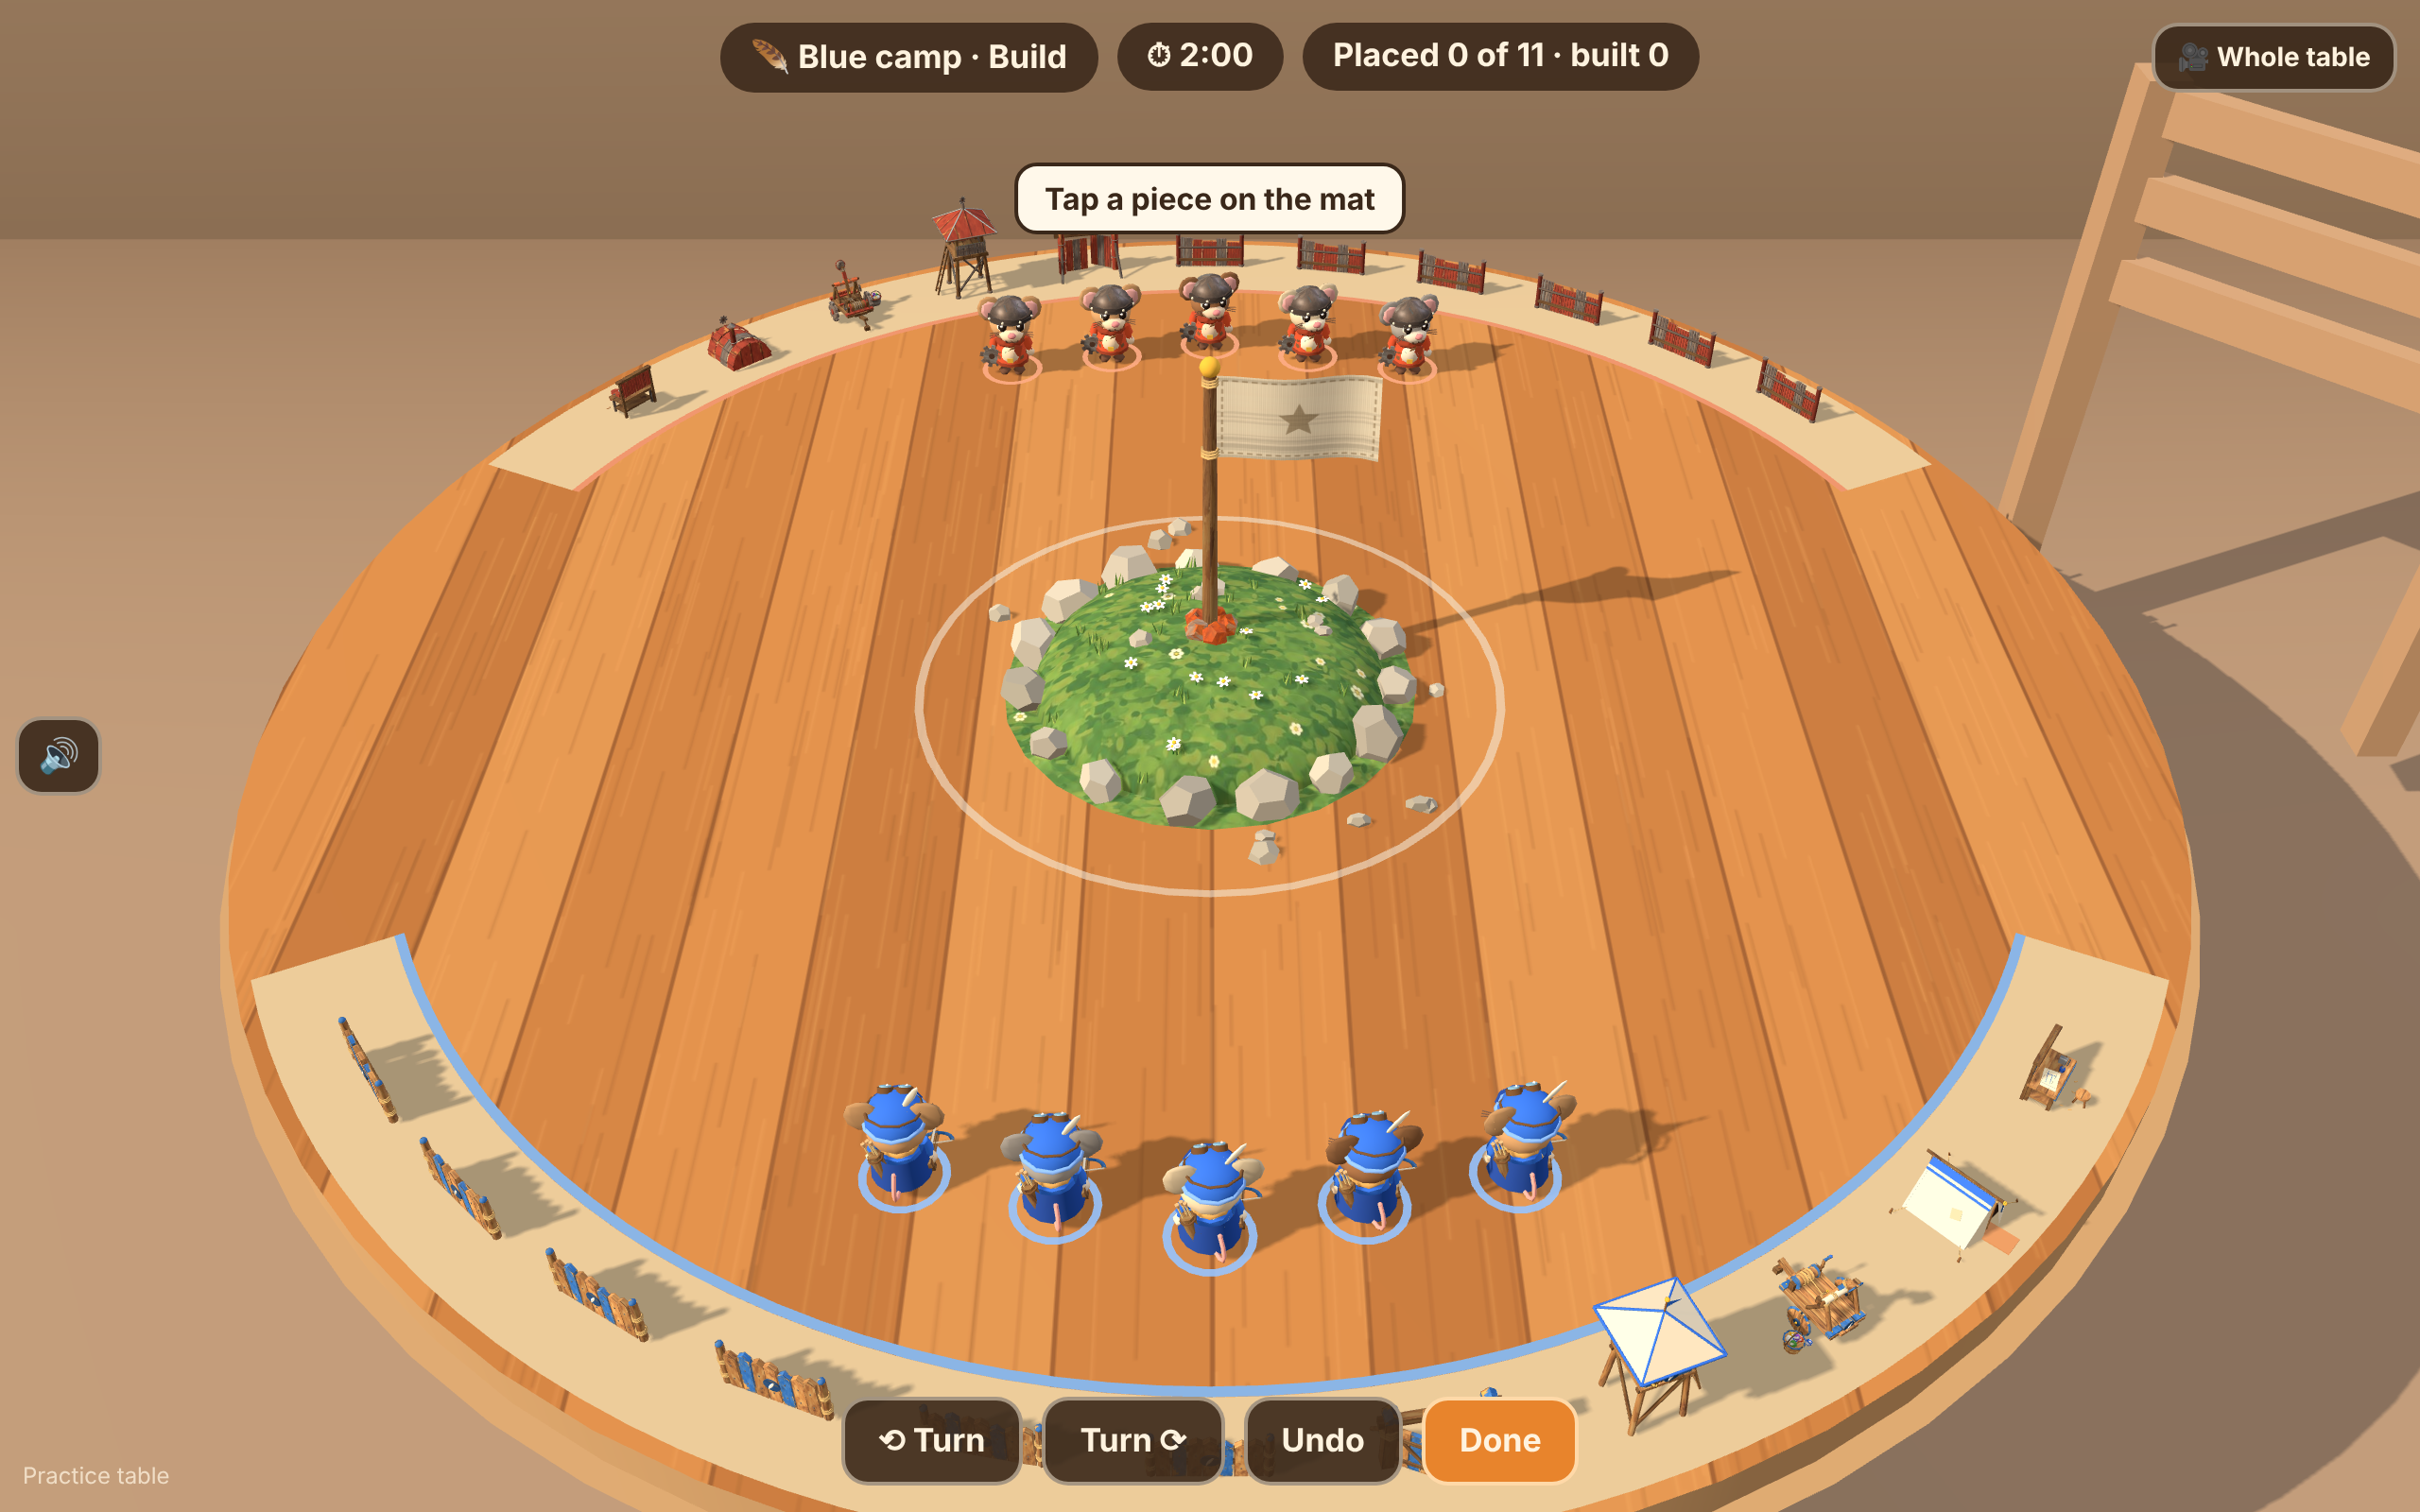 Blue camp · Build
2:00
Placed 0 of 11 · built 0
Whole table
Tap a piece on the mat
Turn
Turn
Undo
Done
Practice table